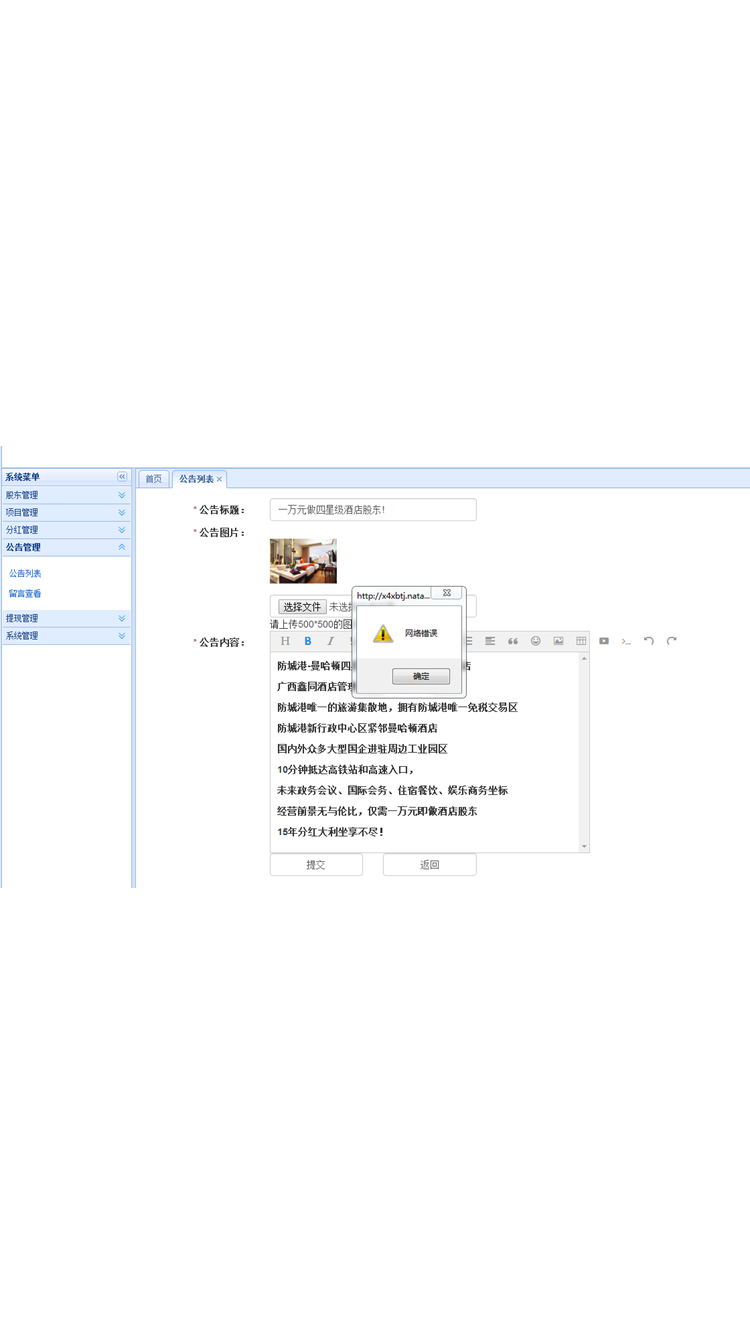 系统菜单
股东管理
项目管理
分红管理
公告管理
公告列表
留言查看
提现管理
系统管理
首页 公告列表
*公告标题： 一万元做四星级酒店股东!
*公告图片：
选择文件 未选
请上传500*500的图
http://x4xbtj.nata...
网络错误
确定
*公告内容：
防城港-曼哈顿四 店
广西鑫同酒店管
防城港唯一的旅游集散地，拥有防城港唯一免税交易区
防城港新行政中心区紧邻曼哈顿酒店
国内外众多大型国企进驻周边工业园区
10分钟抵达高铁站和高速入口，
未来政务会议、国际会务、住宿餐饮、娱乐商务坐标
经营前景无与伦比，仅需一万元即做酒店股东
15年分红大利坐享不尽！
提交 返回